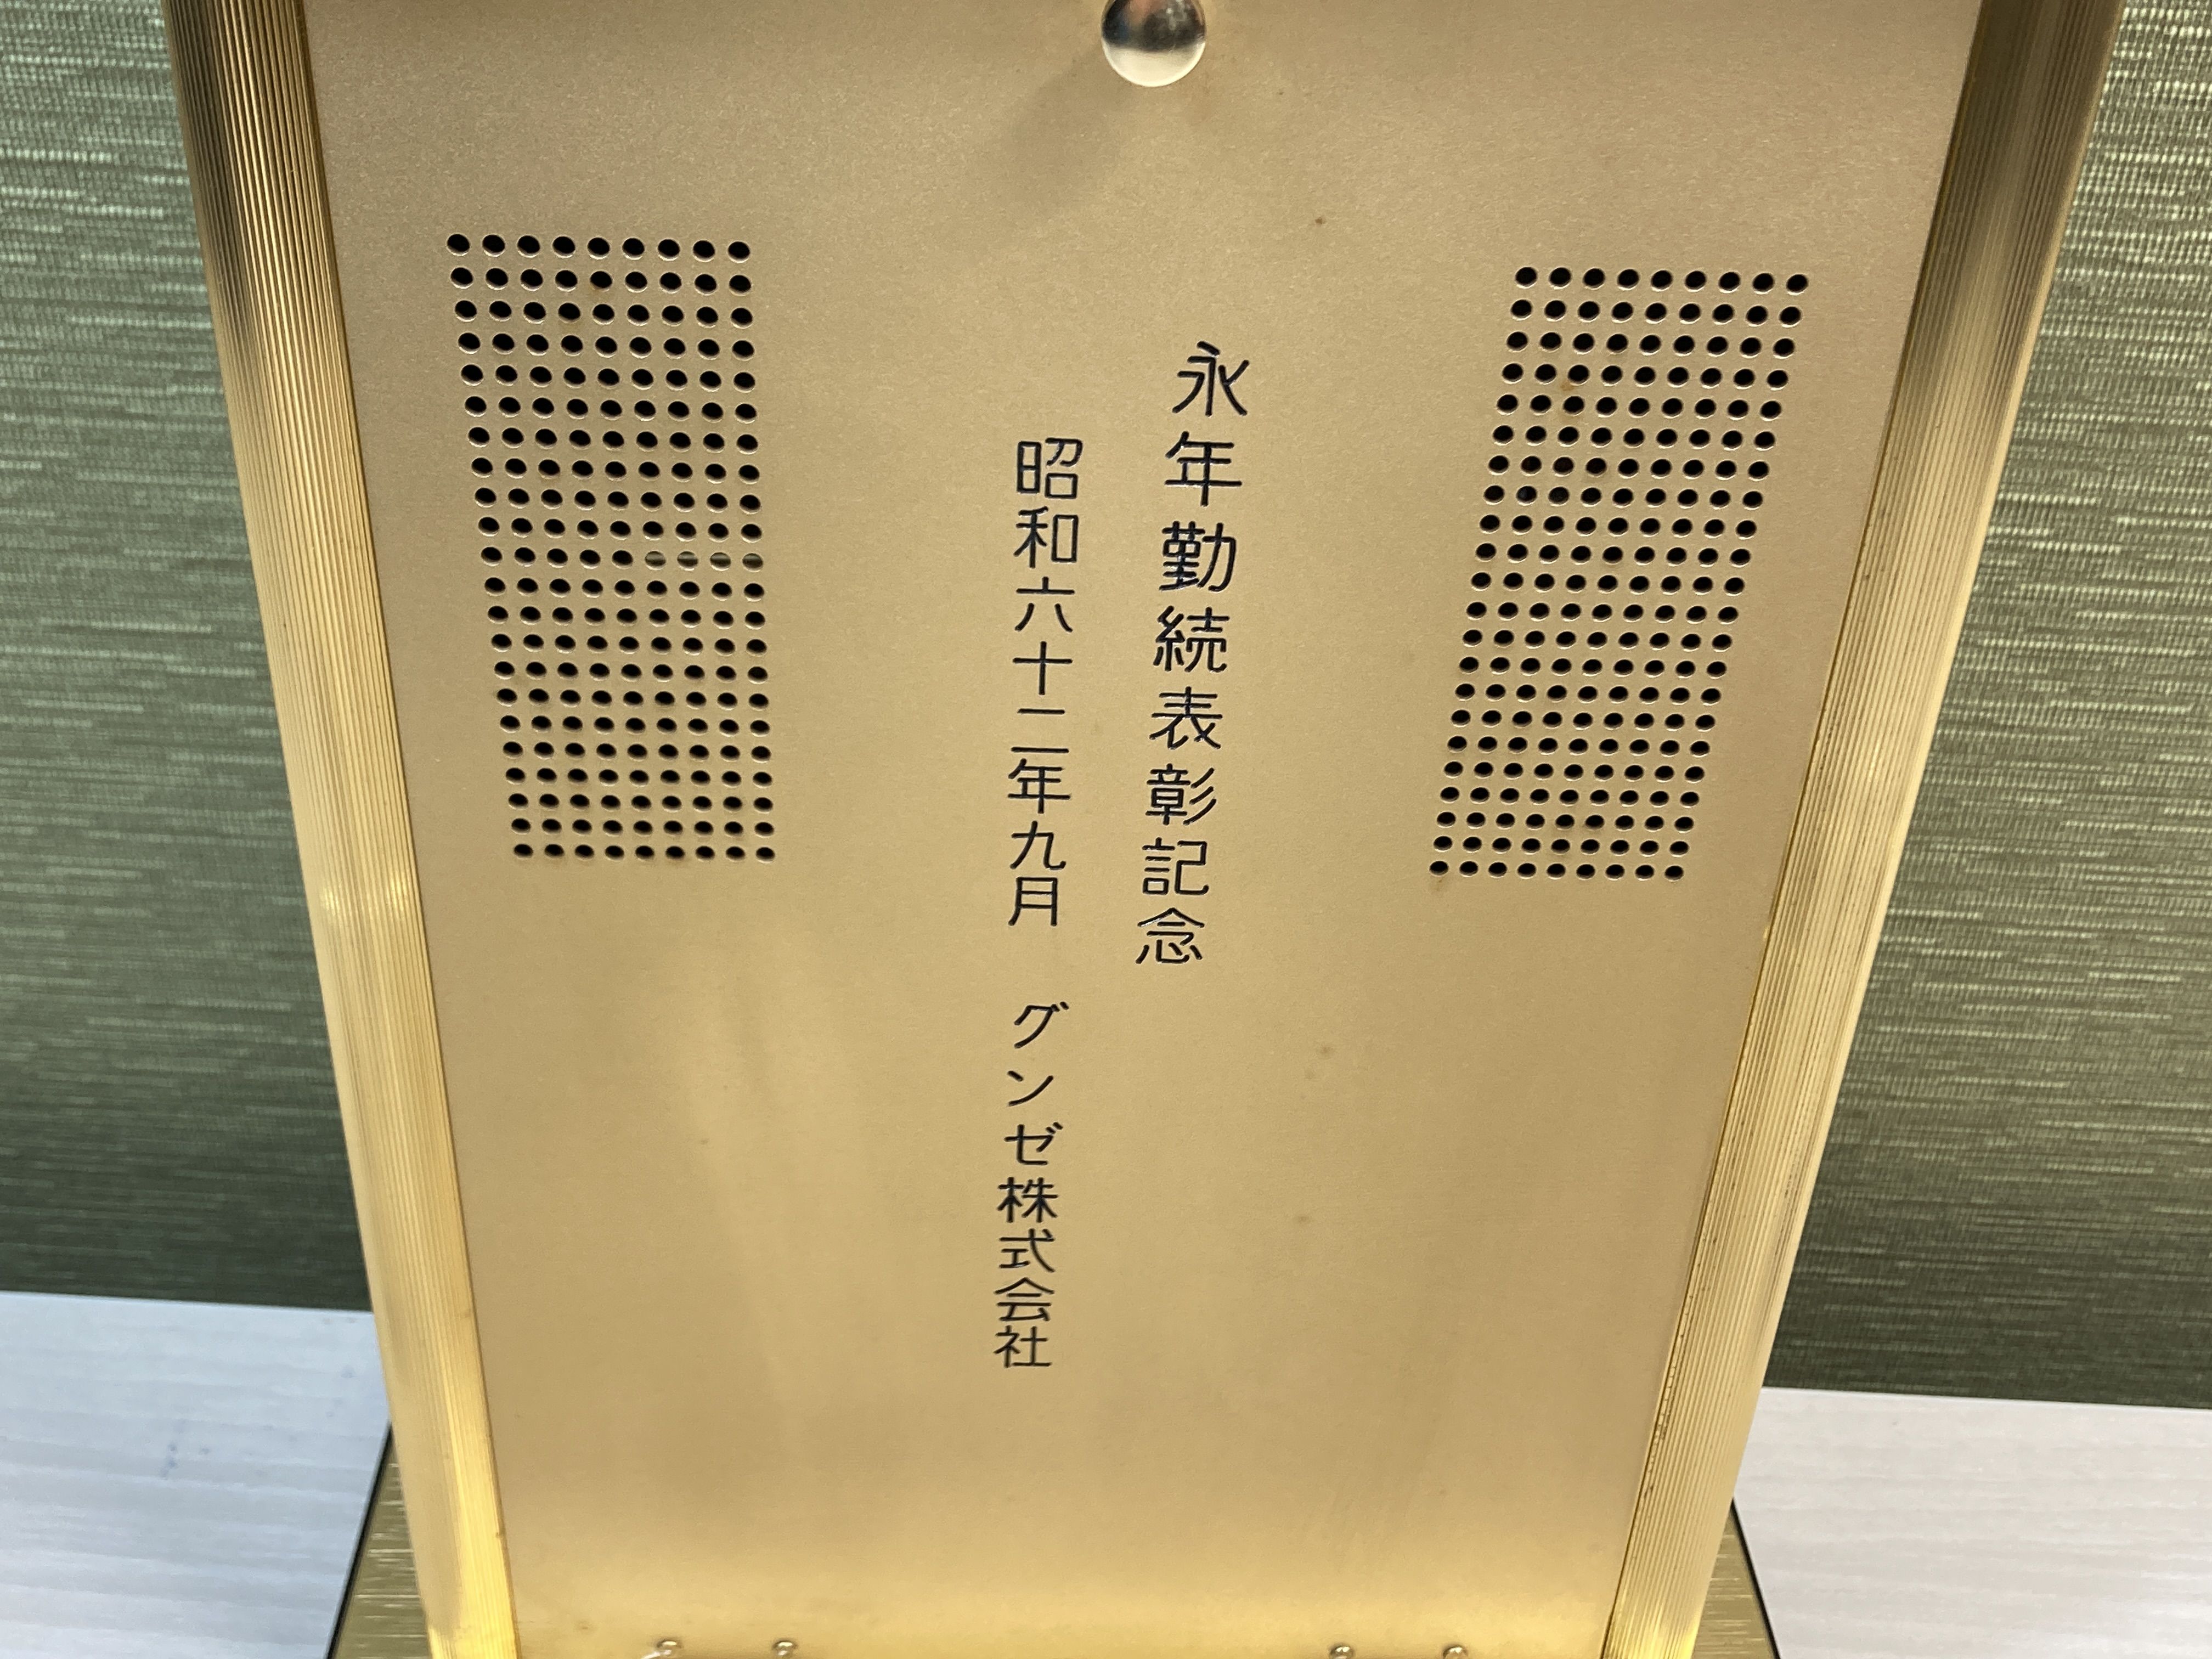 永年勤続表彰記念
昭和六十二年九月 グンゼ株式会社